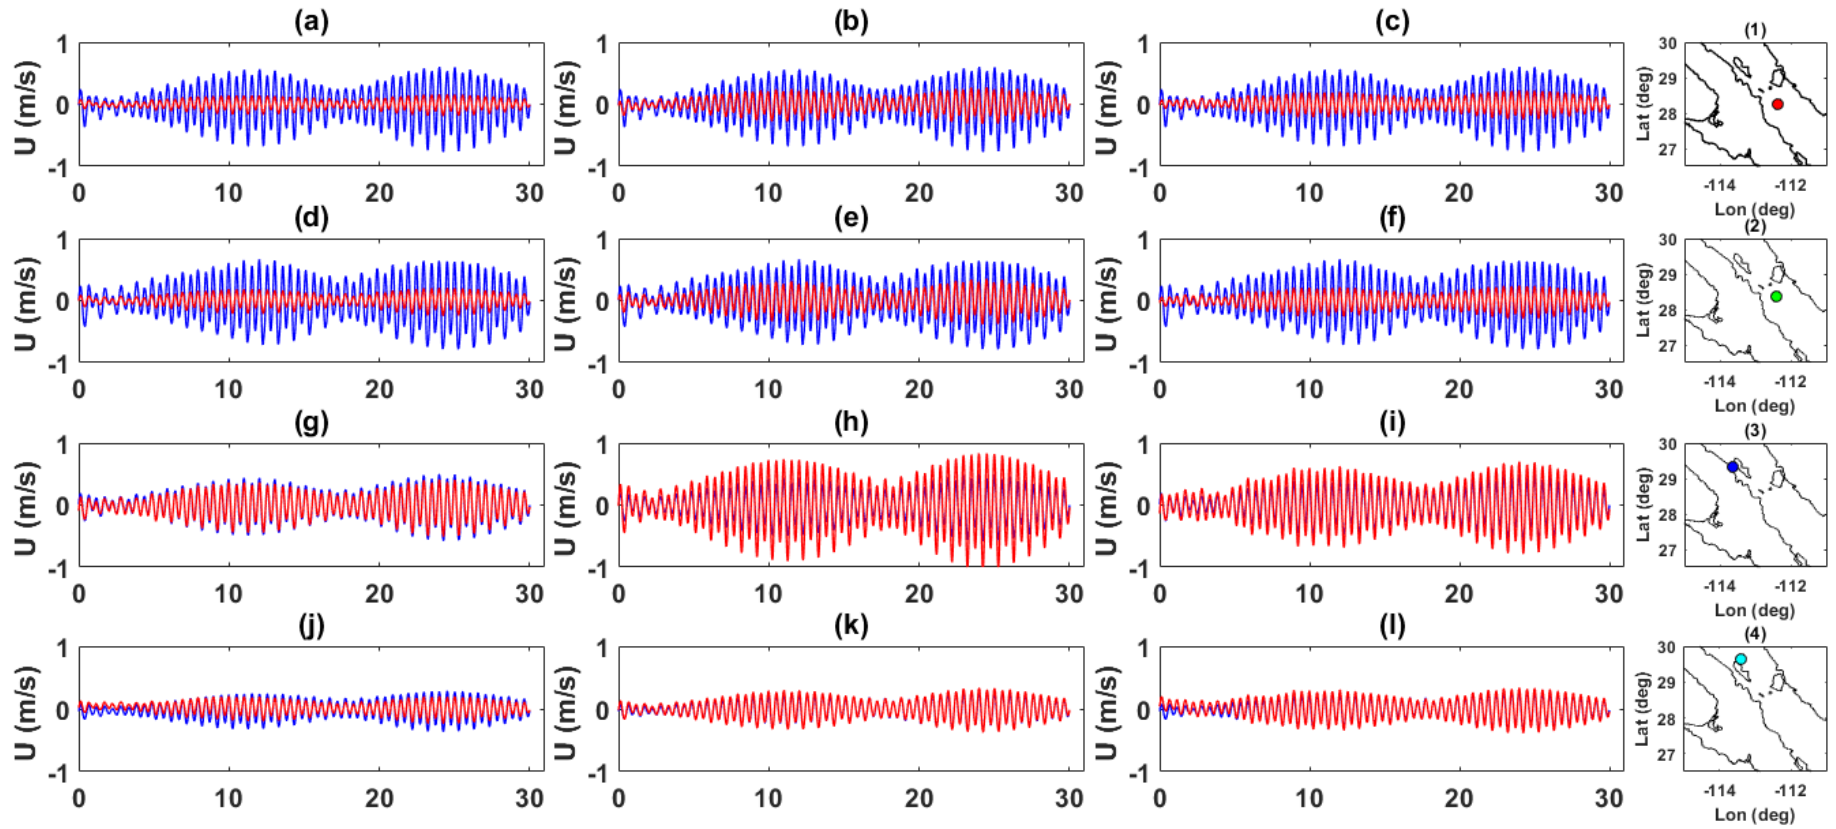 (a) (b) (c) (1)
1 1 1 30
U (m/s) 0 U (m/s) 0 U (m/s) 0 Lat (deg) 29
28
-1 -1 -1 27
0 10 20 30 0 10 20 30 0 10 20 30 -114 -112
Lon (deg)
(d) (e) (f) (2)
1 1 1 30
U (m/s) 0 U (m/s) 0 U (m/s) 0 Lat (deg) 29
28
-1 -1 -1 27
0 10 20 30 0 10 20 30 0 10 20 30 -114 -112
Lon (deg)
(g) (h) (i) (3)
1 1 1 30
U (m/s) 0 U (m/s) 0 U (m/s) 0 Lat (deg) 29
28
-1 -1 -1 27
0 10 20 30 0 10 20 30 0 10 20 30 -114 -112
Lon (deg)
(j) (k) (l) (4)
1 1 1 30
U (m/s) 0 U (m/s) 0 U (m/s) 0 Lat (deg) 29
28
-1 -1 -1 27
0 10 20 30 0 10 20 30 0 10 20 30 -114 -112
Lon (deg)